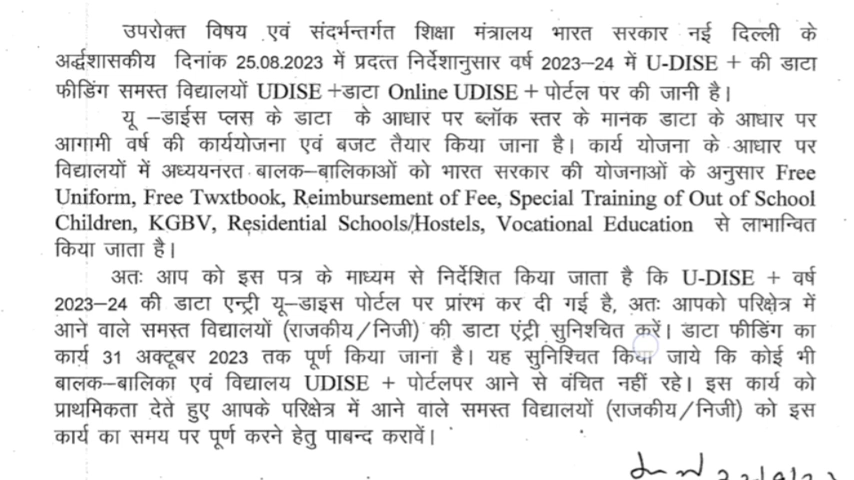 उपरोक्त विषय एवं संदर्भन्तर्गत शिक्षा मंत्रालय भारत सरकार नई दिल्ली के
अर्द्धशासकीय दिनांक 25.08.2023 में प्रदत्त निर्देशानुसार वर्ष 2023–24 में U-DISE + की डाटा
फीडिंग समस्त विद्यालयों UDISE +डाटा Online UDISE + पोर्टल पर की जानी है।
यू –डाईस प्लस के डाटा के आधार पर ब्लॉक स्तर के मानक डाटा के आधार पर
आगामी वर्ष की कार्ययोजना एवं बजट तैयार किया जाना है। कार्य योजना के आधार पर
विद्यालयों में अध्ययनरत बालक–बालिकाओं को भारत सरकार की योजनाओं के अनुसार Free
Uniform, Free Twxtbook, Reimbursement of Fee, Special Training of Out of School
Children, KGBV, Residential Schools/Hostels, Vocational Education से लाभान्वित
किया जाता है।
अतः आप को इस पत्र के माध्यम से निर्देशित किया जाता है कि U-DISE + वर्ष
2023–24 की डाटा एन्ट्री यू–डाइस पोर्टल पर प्रांरभ कर दी गई है, अतः आपको परिक्षेत्र में
आने वाले समस्त विद्यालयों (राजकीय/निजी) की डाटा एंट्री सुनिश्चित करें। डाटा फीडिंग का
कार्य 31 अक्टूबर 2023 तक पूर्ण किया जाना है। यह सुनिश्चित किया जाये कि कोई भी
बालक–बालिका एवं विद्यालय UDISE + पोर्टलपर आने से वंचित नहीं रहे। इस कार्य को
प्राथमिकता देते हुए आपके परिक्षेत्र में आने वाले समस्त विद्यालयों (राजकीय/निजी) को इस
कार्य का समय पर पूर्ण करने हेतु पाबन्द करावें।